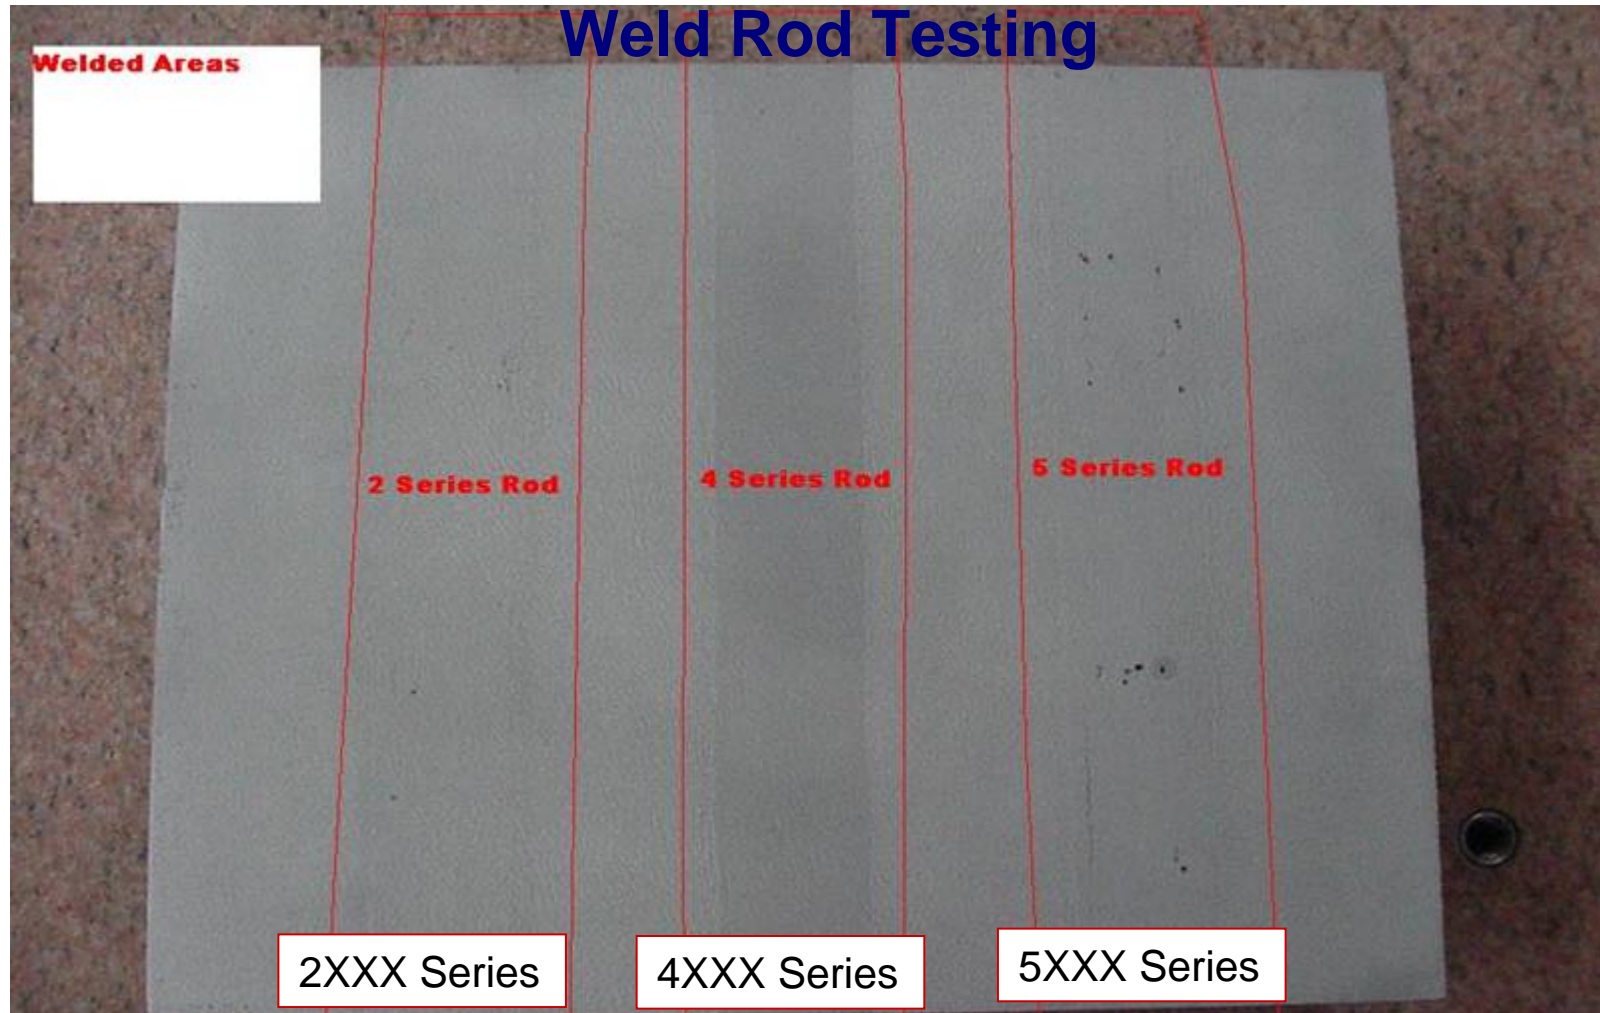 Weld Rod Testing
Welded Areas
2 Series Rod
4 Series Rod
5 Series Rod
2XXX Series
4XXX Series
5XXX Series